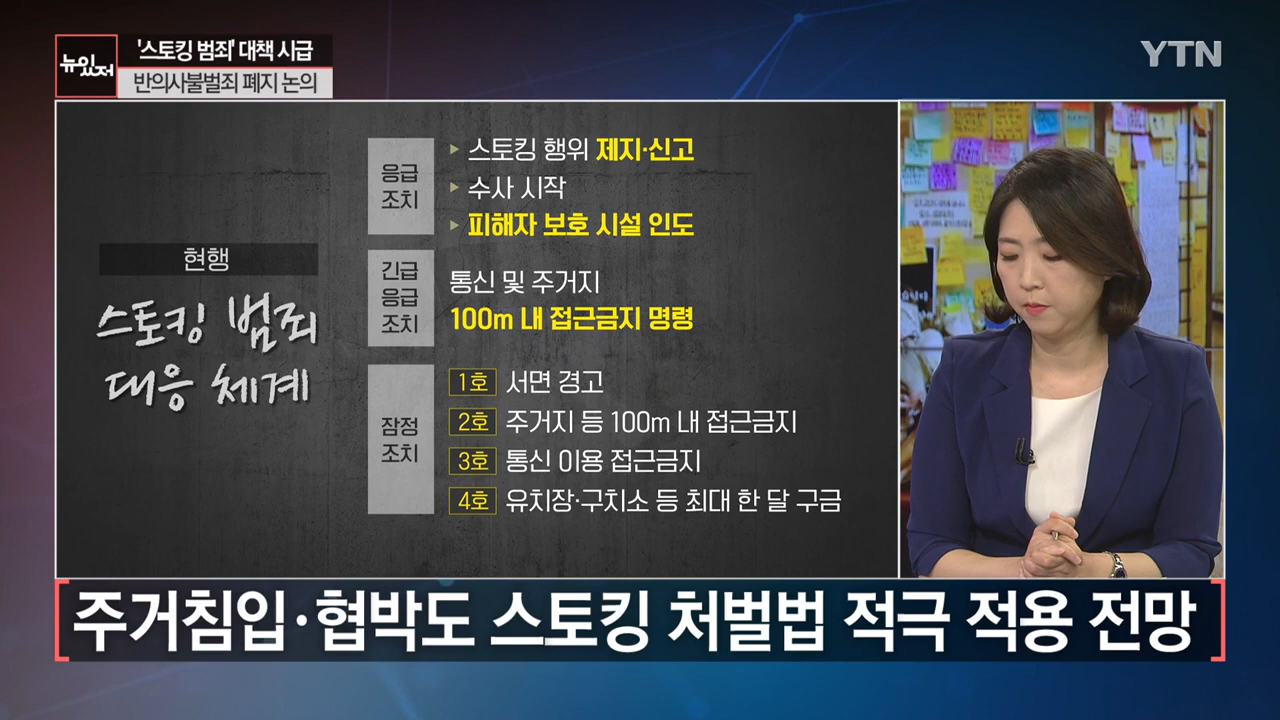 뉴있저
'스토킹 범죄' 대책 시급
반의사불벌죄 폐지 논의
YTN
현행
스토킹 범죄
대응 체계
응급
조치
▸ 스토킹 행위 제지·신고
▸ 수사 시작
▸ 피해자 보호 시설 인도
긴급
응급
조치
통신 및 주거지
100m 내 접근금지 명령
잠정
조치
1호 서면 경고
2호 주거지 등 100m 내 접근금지
3호 통신 이용 접근금지
4호 유치장·구치소 등 최대 한 달 구금
주거침입·협박도 스토킹 처벌법 적극 적용 전망